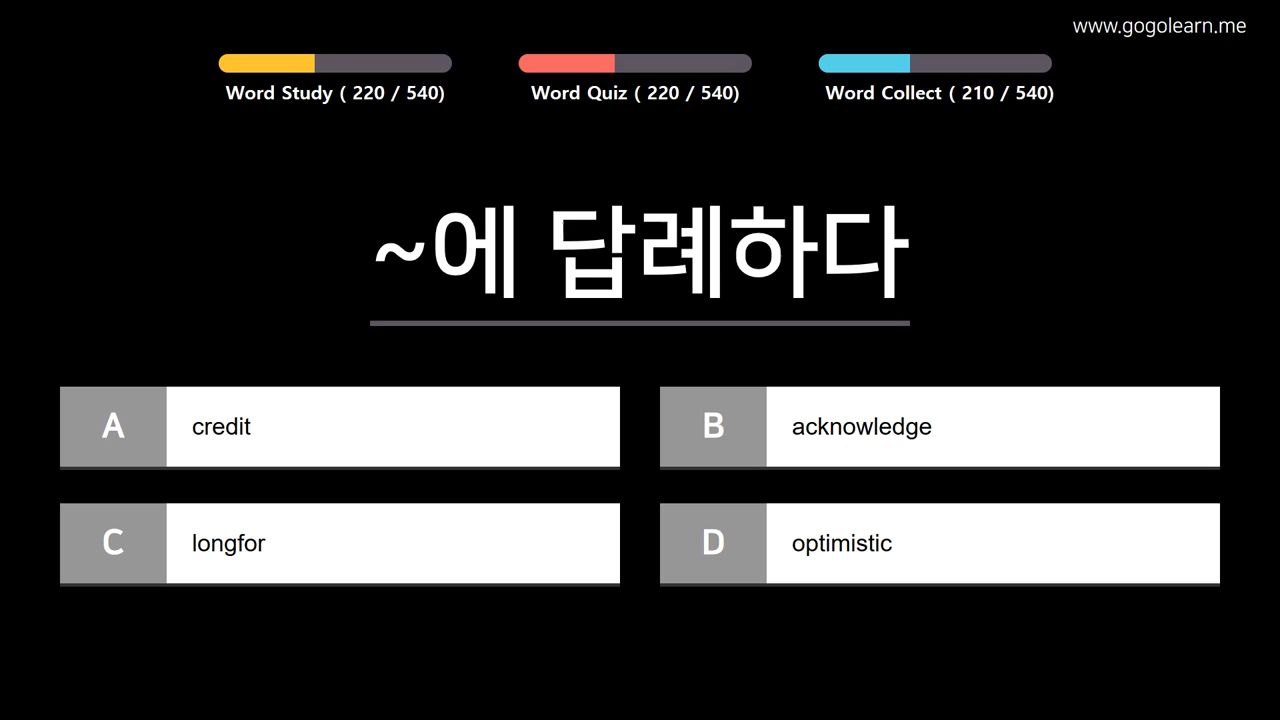 www.gogolearn.me
Word Study ( 220 / 540)
Word Quiz ( 220 / 540)
Word Collect ( 210 / 540)
~에 답례하다
A credit
B acknowledge
C longfor
D optimistic